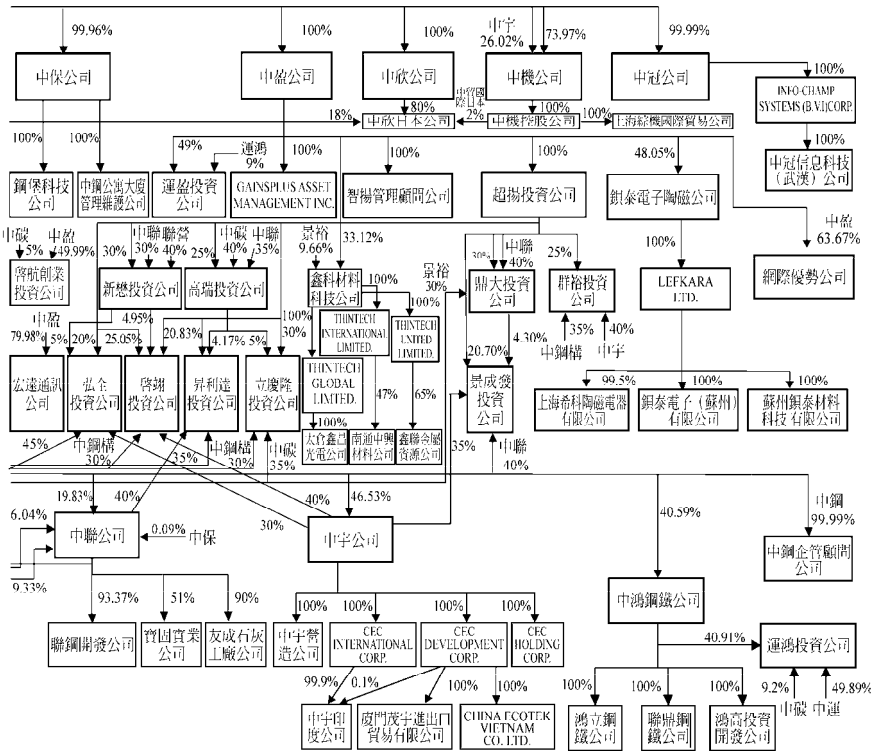 99.96%
100%
100%
中宇
26.02%
73.97%
99.99%
中保公司
中盈公司
中欣公司
中機公司
中冠公司
100%
INFO-CHAMP
SYSTEMS (B.V.I)CORP.
18%
80%
中貿國
際日本
2%
100%
100%
中欣日本公司
中機控股公司
上海綜機國際貿易公司
100%
100%
49%
運鴻
9%
100%
100%
100%
48.05%
100%
中冠信息科技
（武漢）公司
鋼堡科技
公司
中鋼公寓大廈
管理維護公司
運盈投資公
司
GAINSPLUS ASSET
MANAGEMENT INC.
智揚管理顧問公司
超揚投資公司
鋇泰電子陶磁公司
中碳
5%
中盈
49.99%
30%
中聯
30%
聯營
40%
25%
中碳
40%
中聯
35%
景裕
9.66%
33.12%
30%
中聯
40%
25%
100%
中盈
63.67%
啓航創業
投資公司
新懋投資公司
高瑞投資公司
鑫科材料
科技公司
100%
景裕
30%
鼎大投資
公司
群裕投資公
司
LEFKARA
LTD.
網際優勢公司
中盈
79.98%
5%
20%
4.95%
25.05%
20.83%
4.17%
5%
100%
30%
THINTECH
INTERNATIONAL
LIMITED.
100%
THINTECH
UNITED
LIMITED.
4.30%
20.70%
35%
中鋼構
40%
中宇
宏遠通訊
公司
弘全
投資公司
啓翊
投資公司
昇利達
投資公司
立慶隆
投資公司
100%
THINTECH
GLOBAL
LIMITED.
47%
65%
景成發
投資
公司
99.5%
100%
100%
上海希科陶磁電器
有限公司
鋇泰電子（蘇州）有
限公司
蘇州鋇泰材料
科技有限公司
100%
太倉鑫昌
光電公司
南通中興
材料公司
鑫聯金屬
資源公司
45%
中鋼構
30%
35%
中鋼構
30%
中碳
35%
35%
中聯
40%
19.83%
40%
40%
30%
46.53%
40.59%
中鋼
99.99%
6.04%
9.33%
中聯公司
0.09%
中保
中宇公司
中鴻鋼鐵公司
中鋼企管顧問
公司
93.37%
51%
90%
100%
100%
100%
100%
聯鋼開發公司
寶固實業
公司
友成石灰
工廠公司
中宇營
造公司
CEC
INTERNATIONAL
CORP.
CEC
DEVELOPMENT
CORP.
CEC
HOLDING CORP.
40.91%
運鴻投資公司
99.9%
0.1%
100%
100%
100%
100%
100%
9.2%
中碳
49.89%
中運
中宇印
度公司
廈門茂宇進出口
貿易有限公司
CHINA ECOTEK
VIETNAM
CO. LTD.
鴻立鋼
鐵公司
聯鼎鋼
鐵公司
鴻高投資
開發公司